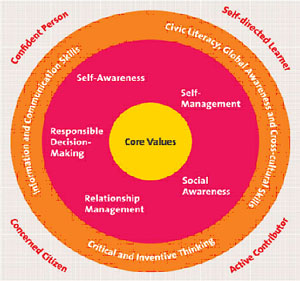 Confident Person
Self-directed Learner
Information and Communication Skills
Civic Literacy, Global Awareness and Cross-cultural Skills
Self-Awareness
Self-
Management
Responsible
Decision-
Making
Core Values
Social
Awareness
Relationship
Management
Critical and Inventive Thinking
Concerned Citizen
Active Contributor